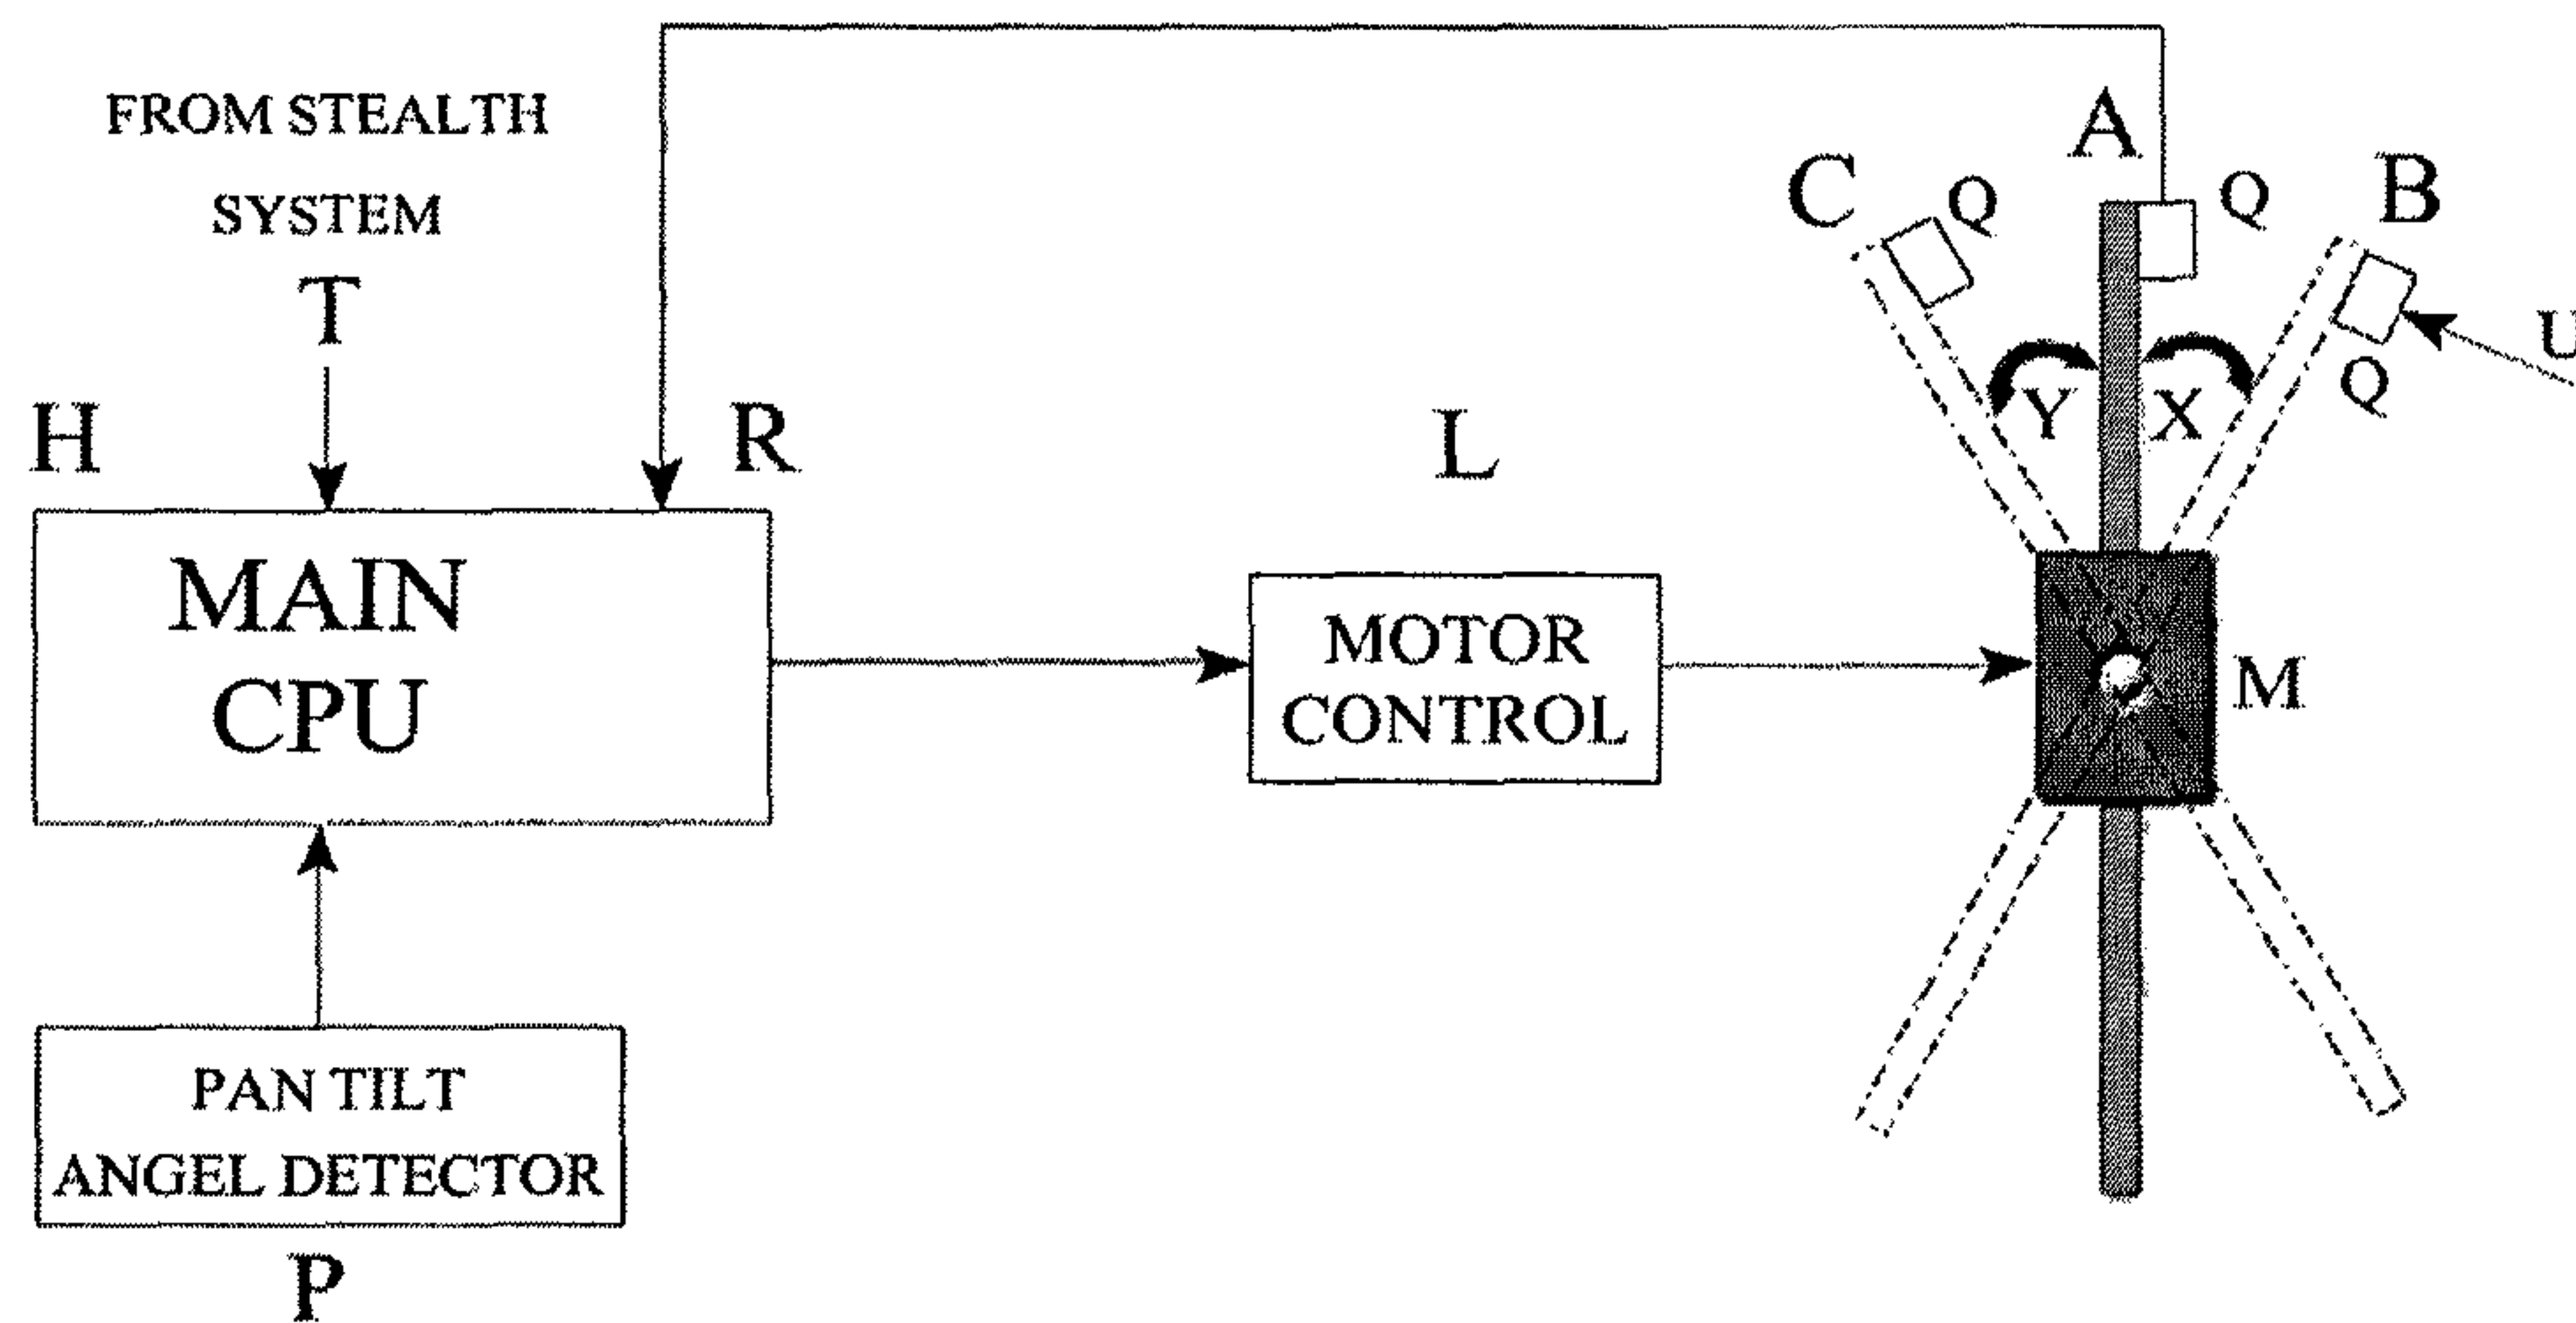 FROM STEALTH
SYSTEM
T
H
R
MAIN
CPU
PAN TILT
ANGEL DETECTOR
P
L
MOTOR
CONTROL
C
Q
A
Q
B
U
Q
Y
X
M